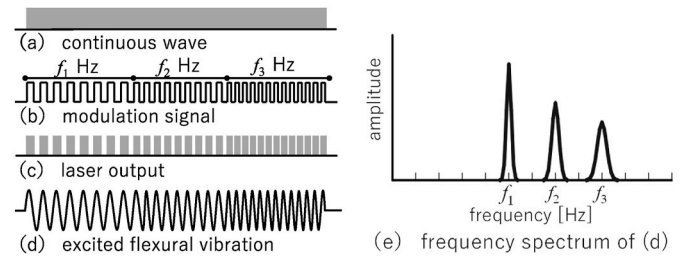 (a) continuous wave
f1 Hz f2 Hz f3 Hz
(b) modulation signal
(c) laser output
(d) excited flexural vibration
amplitude
f1 f2 f3
frequency [Hz]
(e) frequency spectrum of (d)